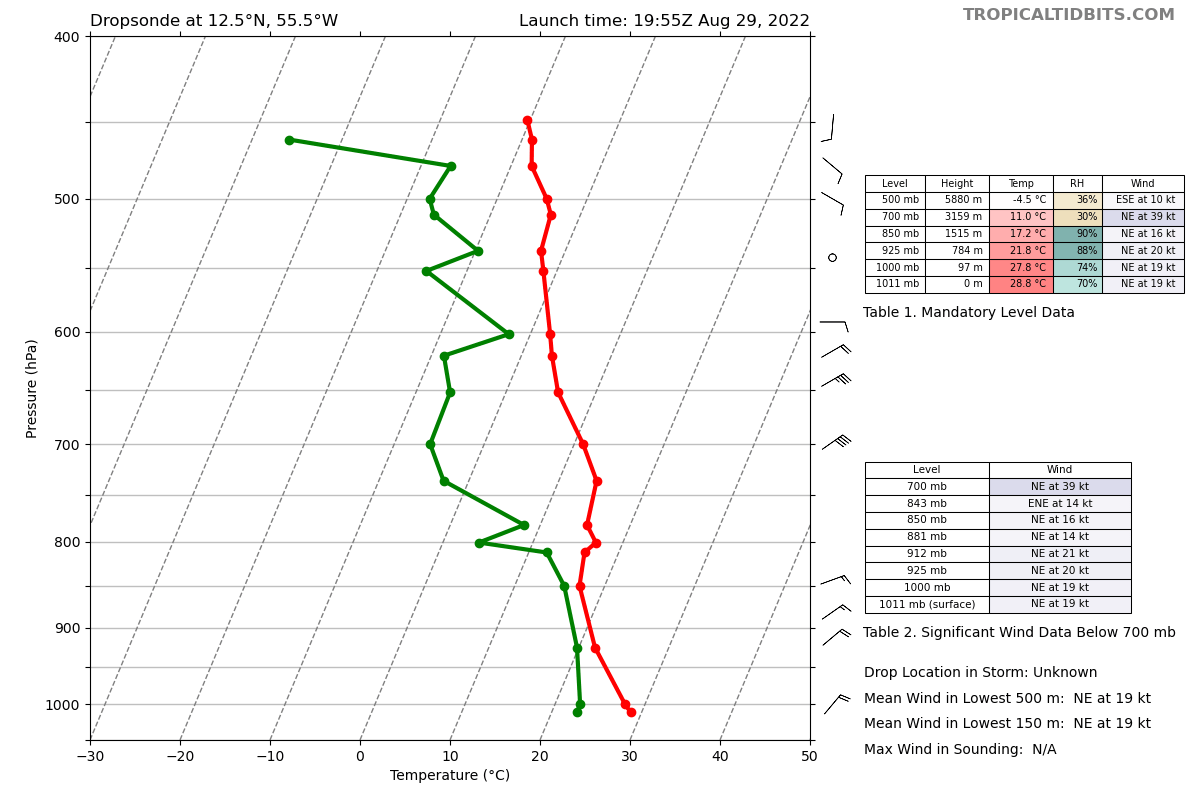 Dropsonde at 12.5°N, 55.5°W
Launch time: 19:55Z Aug 29, 2022
TROPICALTIDBITS.COM
Pressure (hPa)
400
500
600
700
800
900
1000
−30 −20 −10 0 10 20 30 40 50
Temperature (°C)
Level Height Temp RH Wind
500 mb 5880 m -4.5 °C 36% ESE at 10 kt
700 mb 3159 m 11.0 °C 30% NE at 39 kt
850 mb 1515 m 17.2 °C 90% NE at 16 kt
925 mb 784 m 21.8 °C 88% NE at 20 kt
1000 mb 97 m 27.8 °C 74% NE at 19 kt
1011 mb 0 m 28.8 °C 70% NE at 19 kt
Table 1. Mandatory Level Data
Level Wind
700 mb NE at 39 kt
843 mb ENE at 14 kt
850 mb NE at 16 kt
881 mb NE at 14 kt
912 mb NE at 21 kt
925 mb NE at 20 kt
1000 mb NE at 19 kt
1011 mb (surface) NE at 19 kt
Table 2. Significant Wind Data Below 700 mb
Drop Location in Storm: Unknown
Mean Wind in Lowest 500 m: NE at 19 kt
Mean Wind in Lowest 150 m: NE at 19 kt
Max Wind in Sounding: N/A